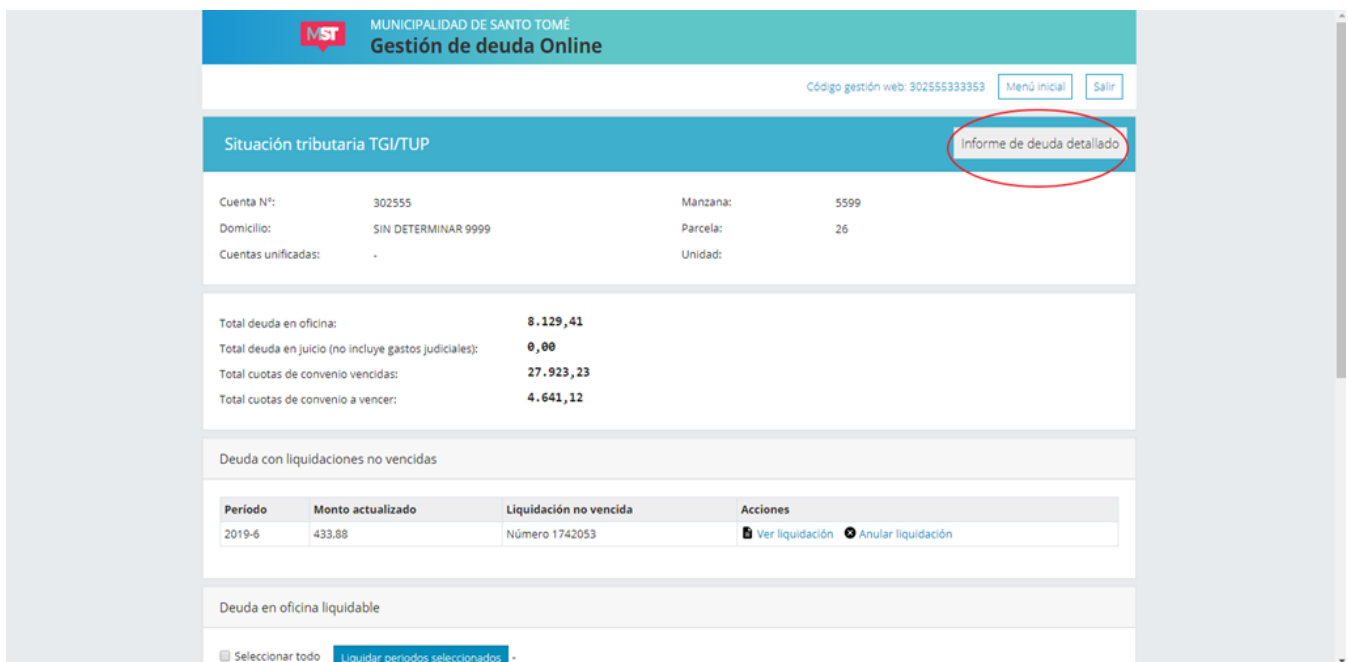 MST
MUNICIPALIDAD DE SANTO TOMÉ
Gestión de deuda Online
Código gestión web: 302555333353 Menú inicial Salir
Situación tributaria TGI/TUP Informe de deuda detallado
Cuenta Nº: 302555 Manzana: 5599
Domicilio: SIN DETERMINAR 9999 Parcela: 26
Cuentas unificadas: - Unidad:
Total deuda en oficina: 8.129,41
Total deuda en juicio (no incluye gastos judiciales): 0,00
Total cuotas de convenio vencidas: 27.923,23
Total cuotas de convenio a vencer: 4.641,12
Deuda con liquidaciones no vencidas
Período Monto actualizado Liquidación no vencida Acciones
2019-6 433,88 Número 1742053 Ver liquidación Anular liquidación
Deuda en oficina liquidable
Seleccionar todo Liquidar periodos seleccionados -